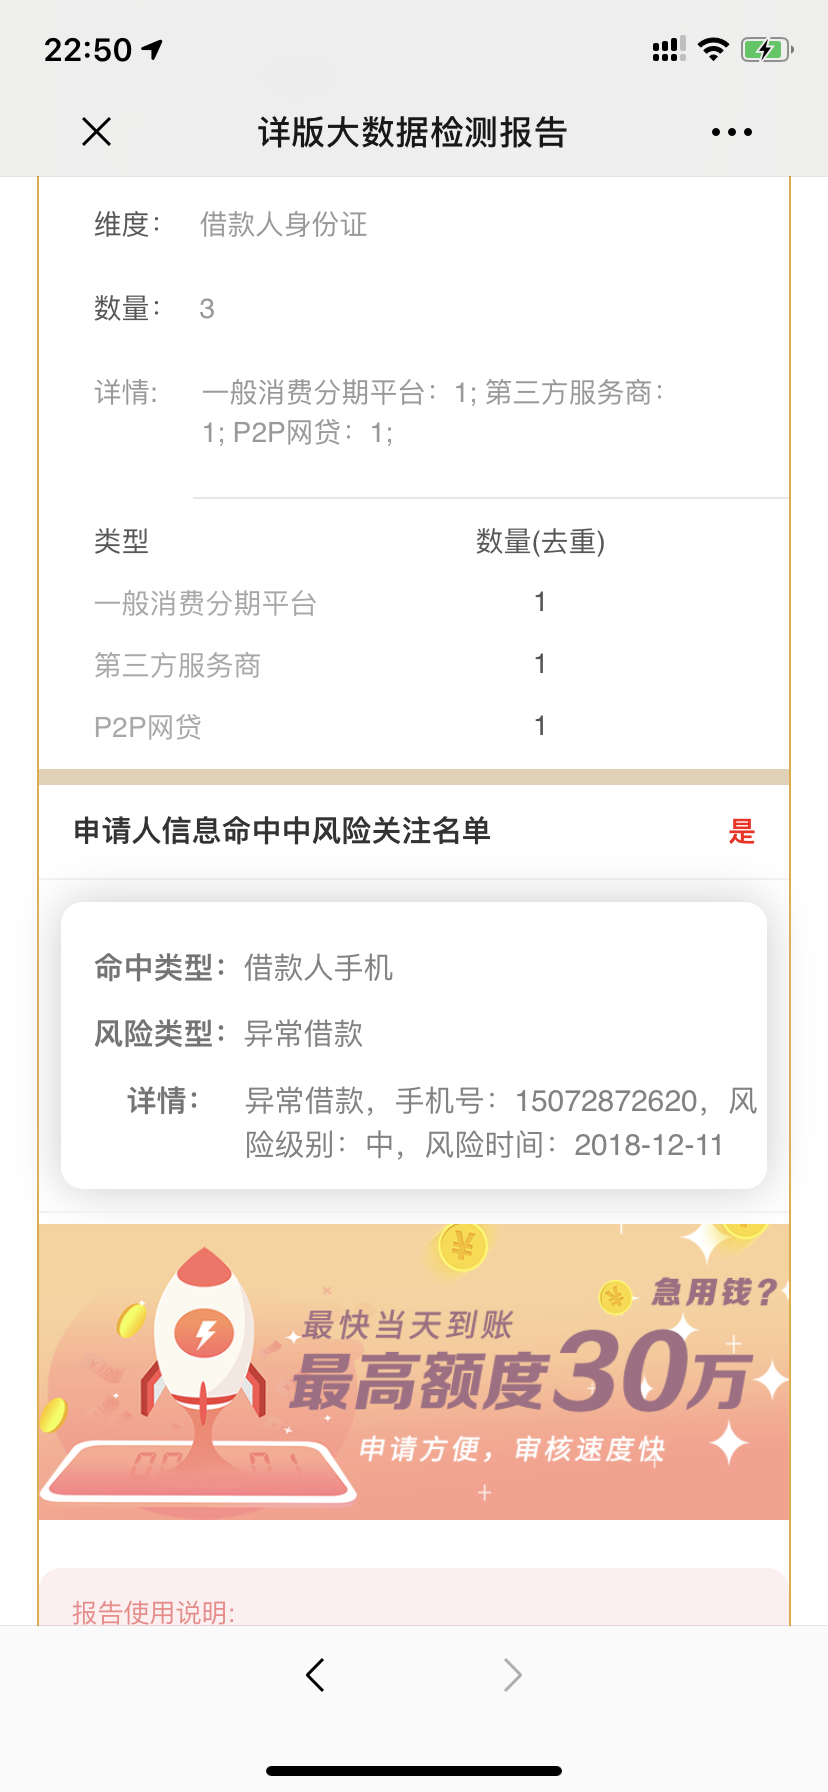 22:50
详版大数据检测报告
维度： 借款人身份证
数量： 3
详情: 一般消费分期平台：1; 第三方服务商：
1; P2P网贷：1;
类型 数量(去重)
一般消费分期平台 1
第三方服务商 1
P2P网贷 1
申请人信息命中中风险关注名单 是
命中类型： 借款人手机
风险类型： 异常借款
详情： 异常借款，手机号：15072872620，风
险级别：中，风险时间：2018-12-11
急用钱？
最快当天到账
最高额度30万
申请方便，审核速度快
报告使用说明: